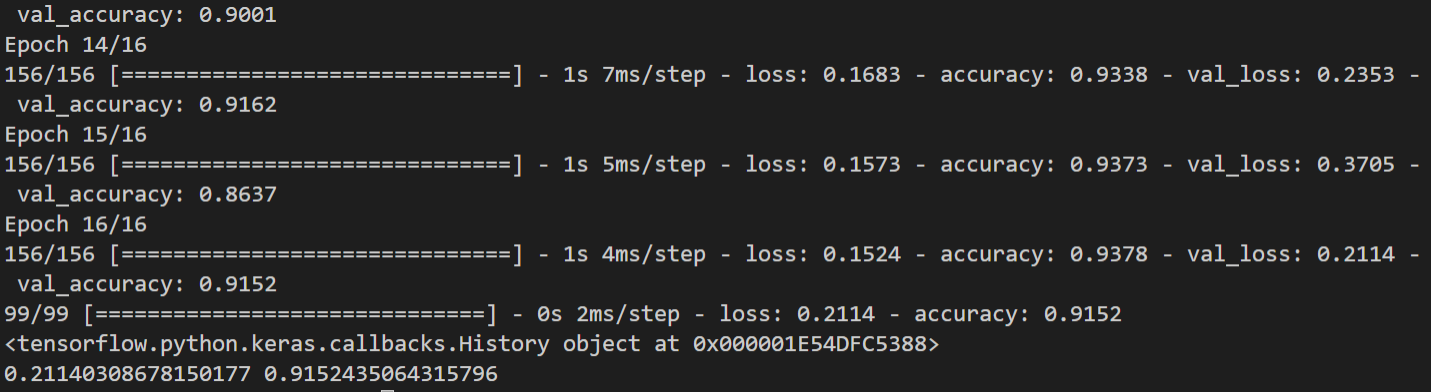 val_accuracy: 0.9001
Epoch 14/16
156/156 [==============================] - 1s 7ms/step - loss: 0.1683 - accuracy: 0.9338 - val_loss: 0.2353 -
val_accuracy: 0.9162
Epoch 15/16
156/156 [==============================] - 1s 5ms/step - loss: 0.1573 - accuracy: 0.9373 - val_loss: 0.3705 -
val_accuracy: 0.8637
Epoch 16/16
156/156 [==============================] - 1s 4ms/step - loss: 0.1524 - accuracy: 0.9378 - val_loss: 0.2114 -
val_accuracy: 0.9152
99/99 [==============================] - 0s 2ms/step - loss: 0.2114 - accuracy: 0.9152
<tensorflow.python.keras.callbacks.History object at 0x000001E54DFC5388>
0.21140308678150177 0.9152435064315796